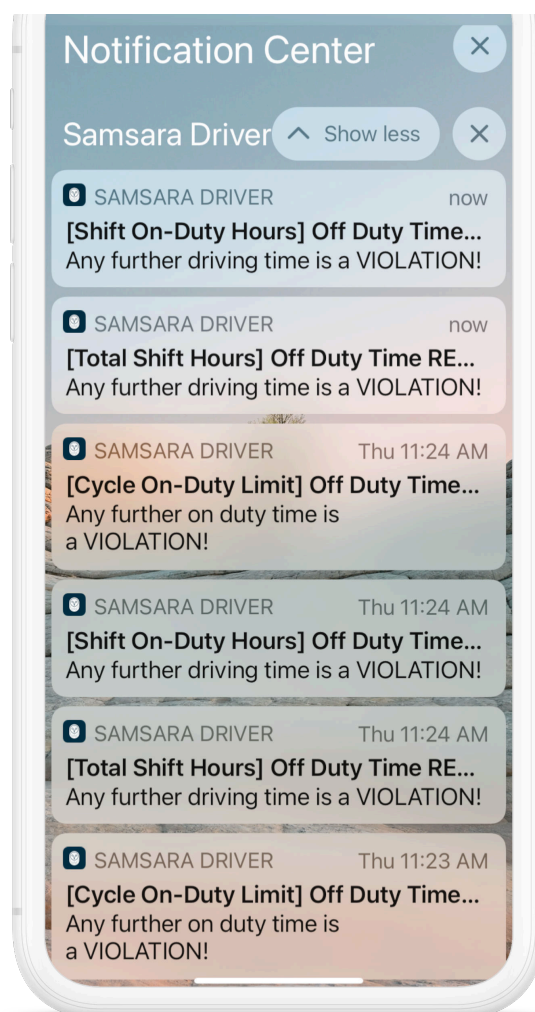 Notification Center
Samsara Driver
Show less
SAMSARA DRIVER now
[Shift On-Duty Hours] Off Duty Time...
Any further driving time is a VIOLATION!
SAMSARA DRIVER now
[Total Shift Hours] Off Duty Time RE...
Any further driving time is a VIOLATION!
SAMSARA DRIVER Thu 11:24 AM
[Cycle On-Duty Limit] Off Duty Time...
Any further on duty time is
a VIOLATION!
SAMSARA DRIVER Thu 11:24 AM
[Shift On-Duty Hours] Off Duty Time...
Any further driving time is a VIOLATION!
SAMSARA DRIVER Thu 11:24 AM
[Total Shift Hours] Off Duty Time RE...
Any further driving time is a VIOLATION!
SAMSARA DRIVER Thu 11:23 AM
[Cycle On-Duty Limit] Off Duty Time...
Any further on duty time is
a VIOLATION!